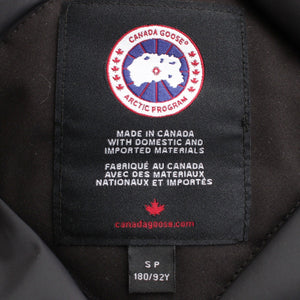 CANADA GOOSE®
ARCTIC PROGRAM
MADE IN CANADA
WITH DOMESTIC AND
IMPORTED MATERIALS
FABRIQUÉ AU CANADA
AVEC DES MATERIAUX
NATIONAUX ET IMPORTÉS
canadagoose.com
S P
180/92Y